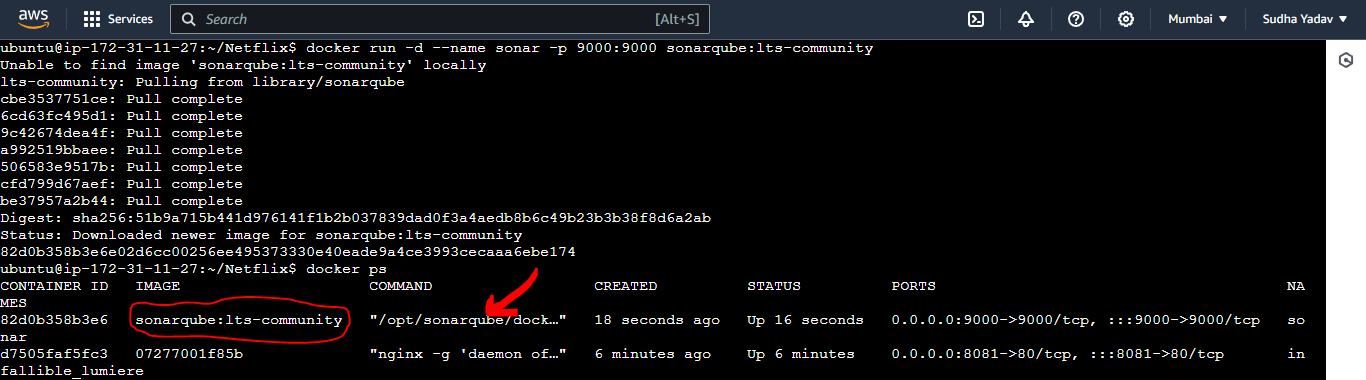 aws Services Search [Alt+S] Mumbai Sudha Yadav
ubuntu@ip-172-31-11-27:~/Netflix$ docker run -d --name sonar -p 9000:9000 sonarqube:lts-community
Unable to find image 'sonarqube:lts-community' locally
lts-community: Pulling from library/sonarqube
cbe3537751ce: Pull complete
6cd63fc495d1: Pull complete
9c42674dea4f: Pull complete
a992519bbaee: Pull complete
506583e9517b: Pull complete
cfd799d67aef: Pull complete
be37957a2b44: Pull complete
Digest: sha256:51b9a715b441d976141f1b2b037839dad0f3a4aedb8b6c49b23b3b38f8d6a2ab
Status: Downloaded newer image for sonarqube:lts-community
82d0b358b3e6e02d6cc00256ee495373330e40eade9a4ce3993cecaaa6ebe174
ubuntu@ip-172-31-11-27:~/Netflix$ docker ps
CONTAINER ID IMAGE COMMAND CREATED STATUS PORTS NA
MES
82d0b358b3e6 sonarqube:lts-community "/opt/sonarqube/dock…" 18 seconds ago Up 16 seconds 0.0.0.0:9000->9000/tcp, :::9000->9000/tcp so
nar
d7505faf5fc3 07277001f85b "nginx -g 'daemon of…" 6 minutes ago Up 6 minutes 0.0.0.0:8081->80/tcp, :::8081->80/tcp in
fallible_lumiere